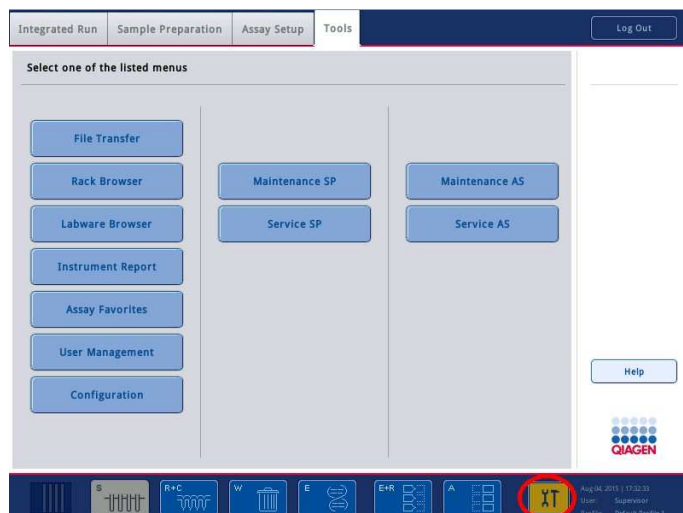 Integrated Run Sample Preparation Assay Setup Tools Log Out
Select one of the listed menus
File Transfer
Rack Browser Maintenance SP Maintenance AS
Labware Browser Service SP Service AS
Instrument Report
Assay Favorites
User Management
Configuration
Help
QIAGEN
S R+C W E E+R A
Aug 04, 2015 | 17:32:33
User: Supervisor